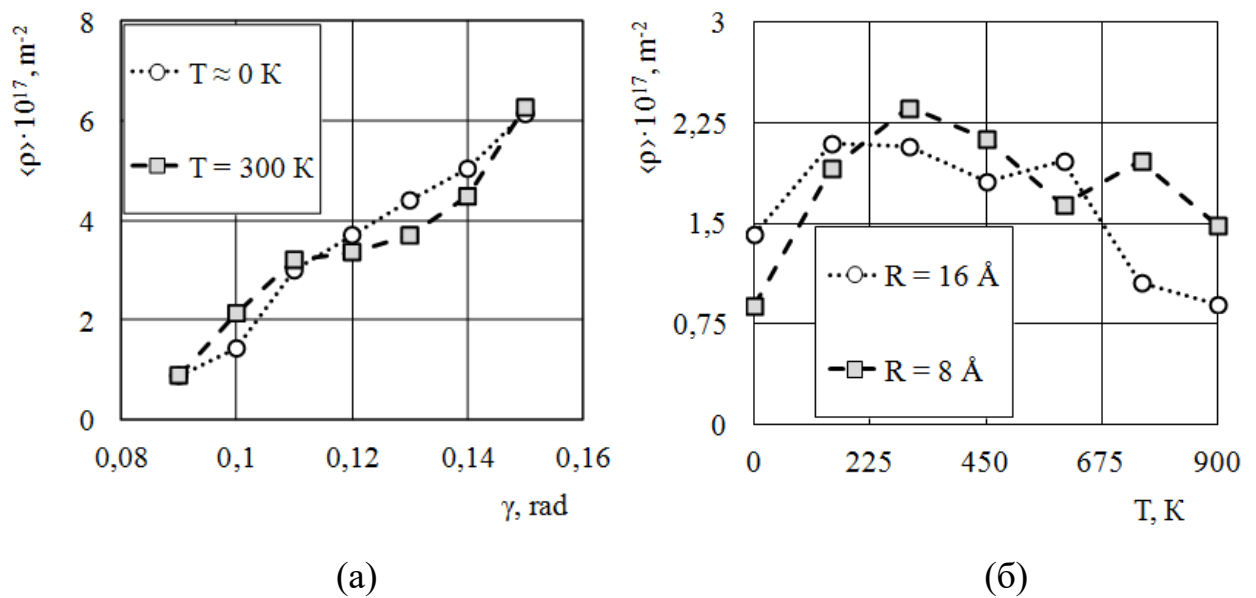 ⟨ρ⟩·10¹⁷, m⁻²
8
6
4
2
0
T ≈ 0 К
T = 300 К
0,08 0,1 0,12 0,14 0,16
γ, rad
(а)
⟨ρ⟩·10¹⁷, m⁻²
3
2,25
1,5
0,75
0
R = 16 Å
R = 8 Å
0 225 450 675 900
Т, К
(б)